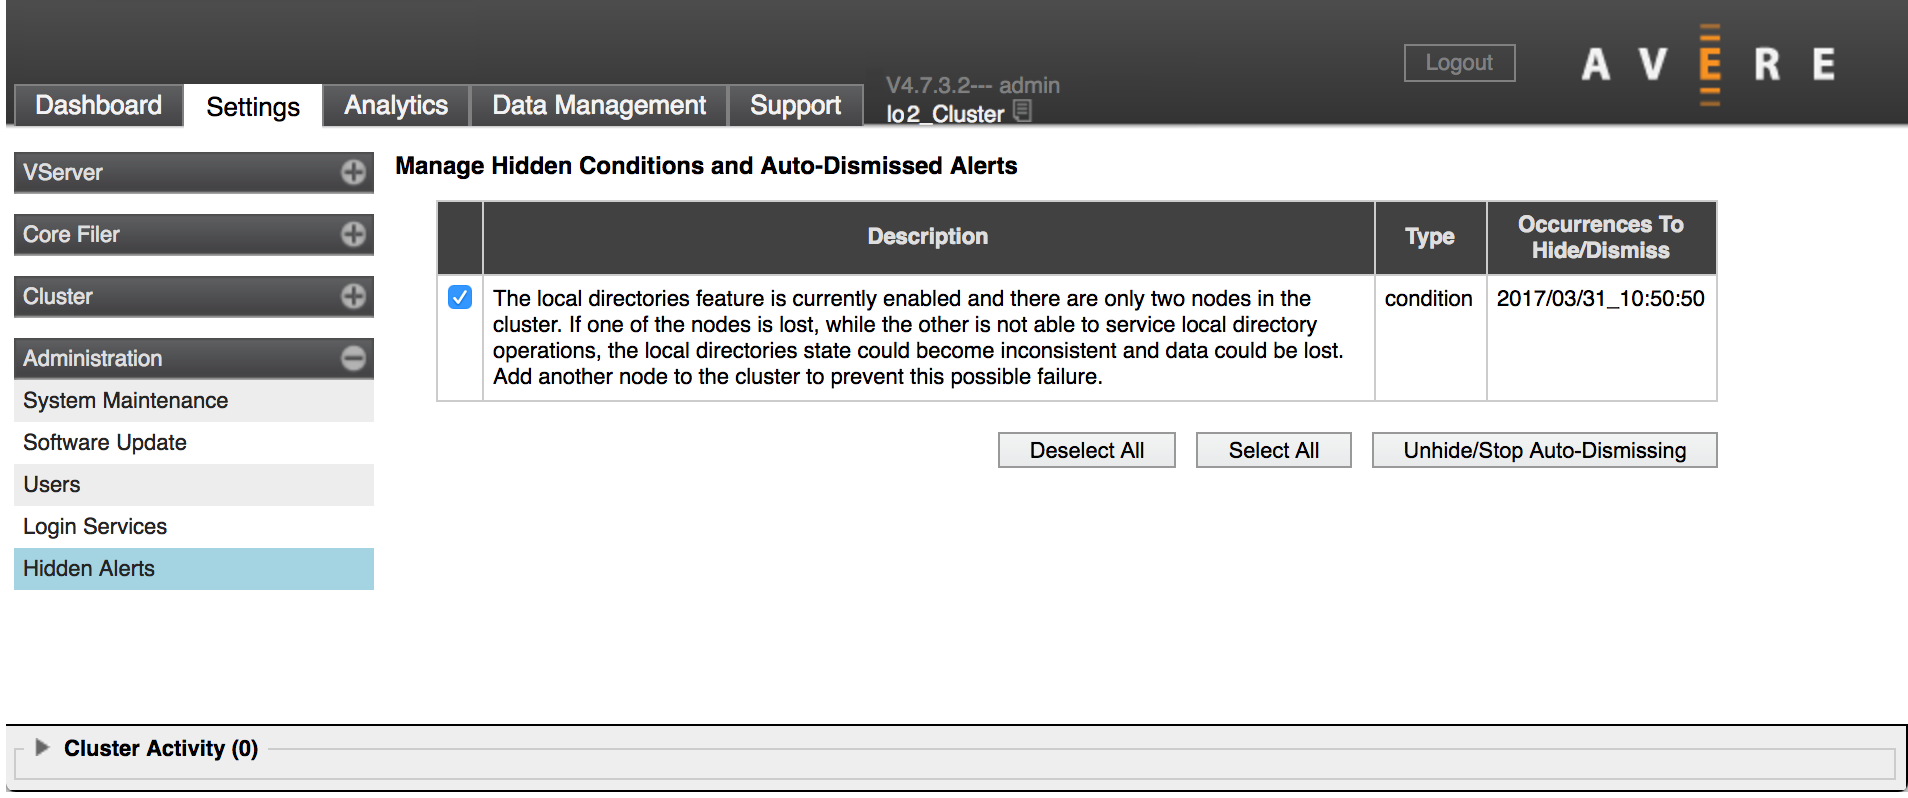 Logout
AVERE
V4.7.3.2--- admin
lo2_Cluster
Dashboard
Settings
Analytics
Data Management
Support
VServer
Core Filer
Cluster
Administration
System Maintenance
Software Update
Users
Login Services
Hidden Alerts
Manage Hidden Conditions and Auto-Dismissed Alerts
Description
Type
Occurrences To
Hide/Dismiss
The local directories feature is currently enabled and there are only two nodes in the
cluster. If one of the nodes is lost, while the other is not able to service local directory
operations, the local directories state could become inconsistent and data could be lost.
Add another node to the cluster to prevent this possible failure.
condition
2017/03/31_10:50:50
Deselect All
Select All
Unhide/Stop Auto-Dismissing
Cluster Activity (0)